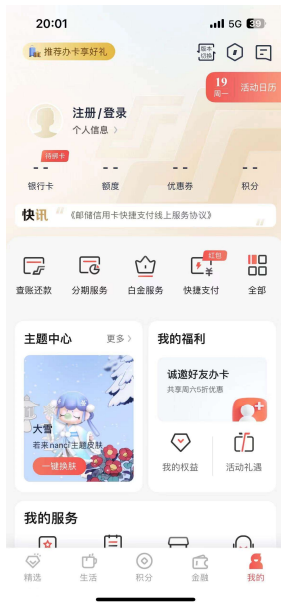 20:01
5G 39
推荐办卡享好礼
版本
切换
19
周一
活动日历
注册/登录
个人信息
待绑卡
-- -- -- --
银行卡 额度 优惠券 积分
快讯 《邮储信用卡快捷支付线上服务协议》
红包
查账还款 分期服务 白金服务 快捷支付 全部
主题中心 更多
大雪
若来nanci主题皮肤
一键换肤
我的福利
诚邀好友办卡
共享周六5折优惠
我的权益 活动礼遇
我的服务
精选 生活 积分 金融 我的